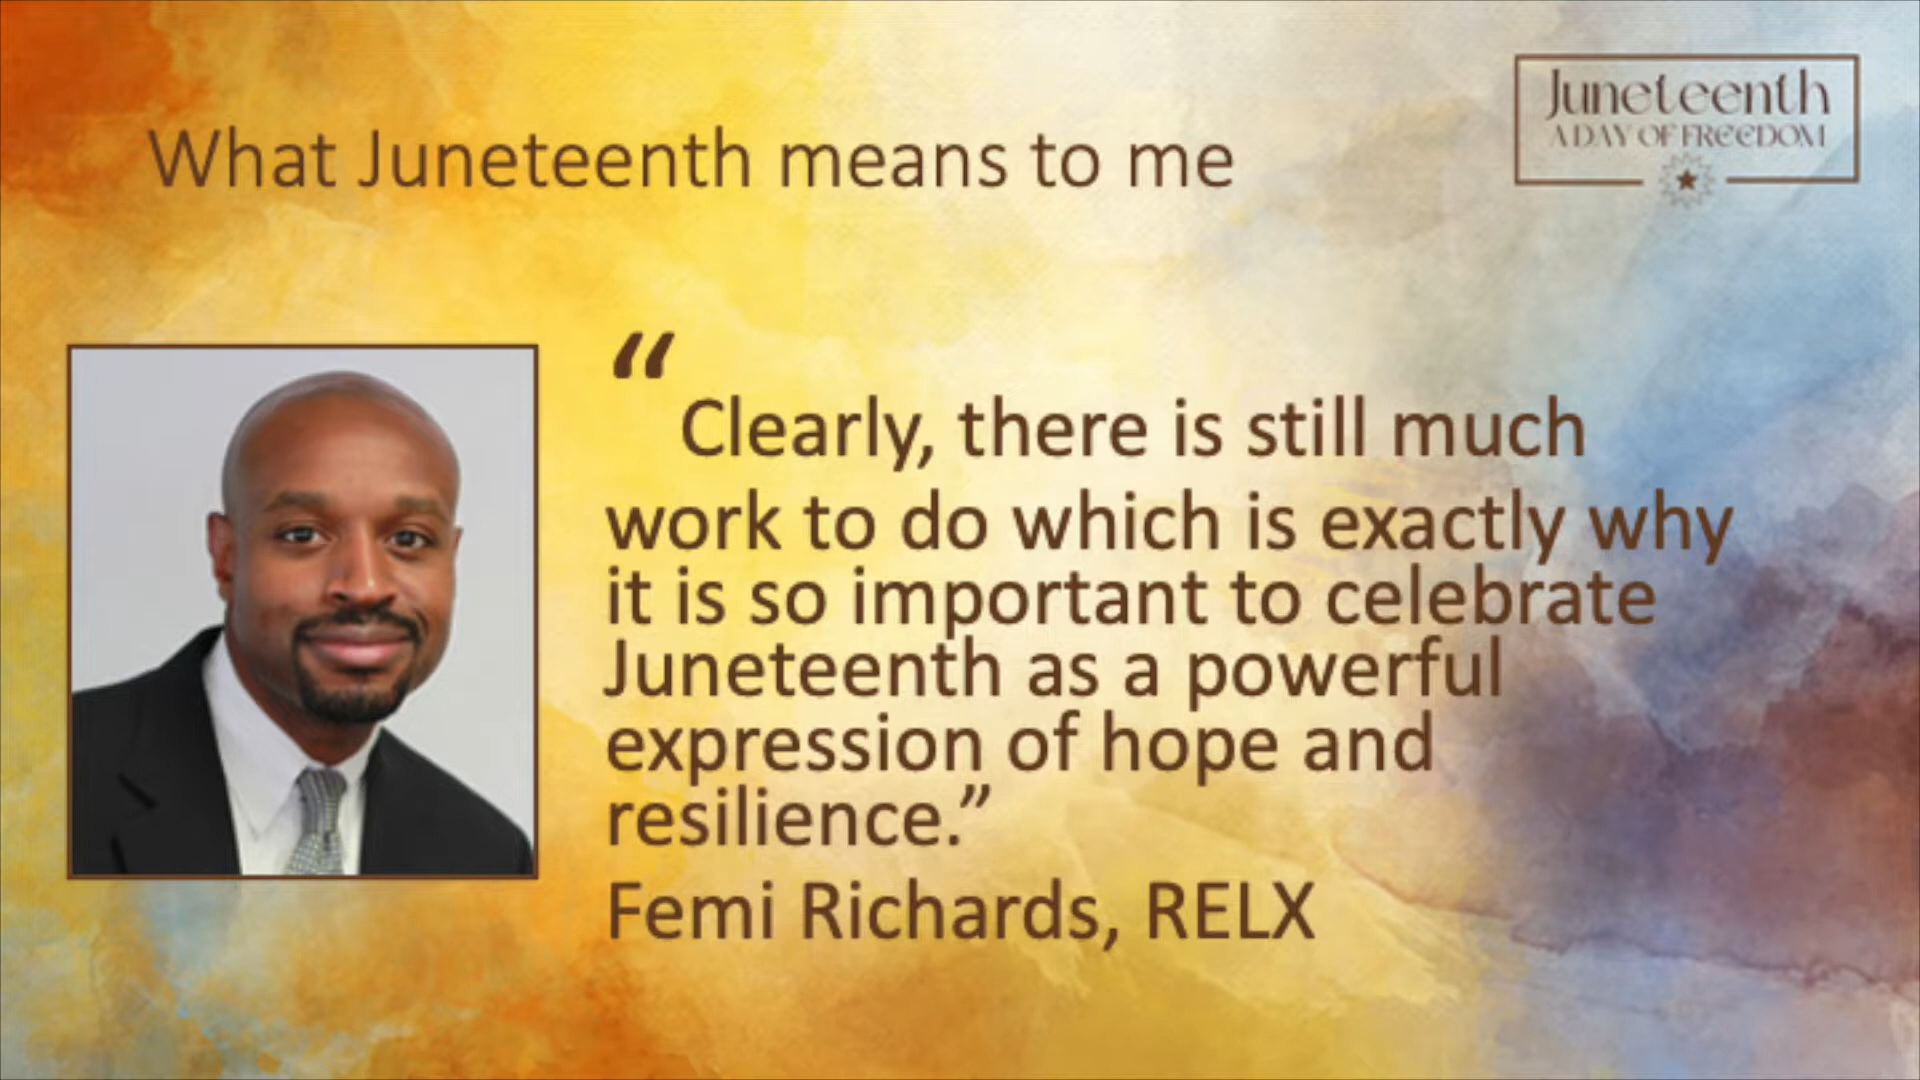 Juneteenth
A DAY OF FREEDOM
What Juneteenth means to me
“Clearly, there is still much
work to do which is exactly why
it is so important to celebrate
Juneteenth as a powerful
expression of hope and
resilience.”
Femi Richards, RELX